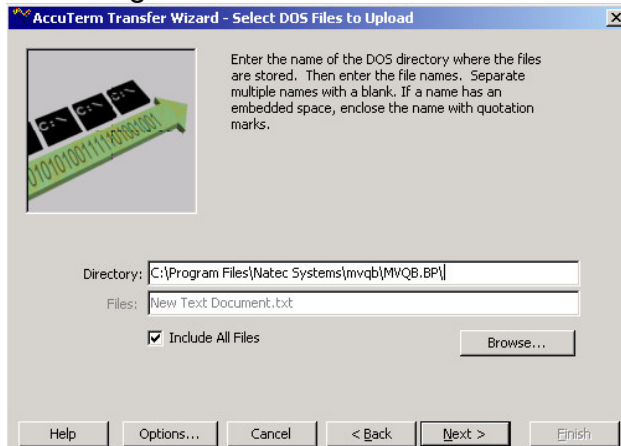 AccuTerm Transfer Wizard - Select DOS Files to Upload
Enter the name of the DOS directory where the files
are stored. Then enter the file names. Separate
multiple names with a blank. If a name has an
embedded space, enclose the name with quotation
marks.
C:\ C:\ C:\
Directory: C:\Program Files\Natec Systems\mvqb\MVQB.BP\
Files: New Text Document.txt
Include All Files
Browse...
Help Options... Cancel < Back Next > Finish